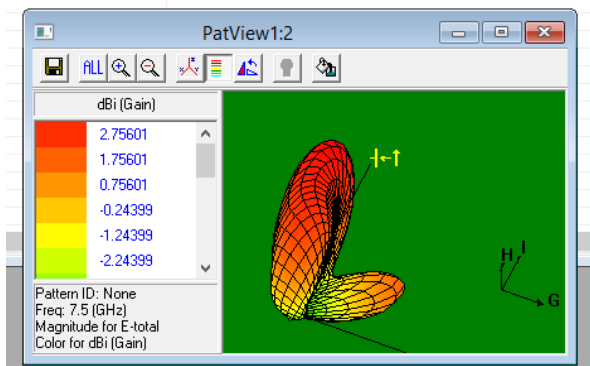 PatView1:2
ALL
dBi (Gain)
2.75601
1.75601
0.75601
-0.24399
-1.24399
-2.24399
Pattern ID: None
Freq: 7.5 (GHz)
Magnitude for E-total
Color for dBi (Gain)
H I
G